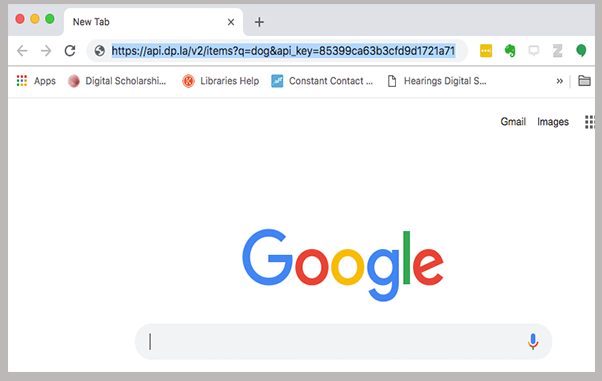 New Tab
https://api.dp.la/v2/items?q=dog&api_key=85399ca63b3cfd9d1721a71
Apps Digital Scholarshi... Libraries Help Constant Contact ... Hearings Digital S... »
Gmail Images
Google